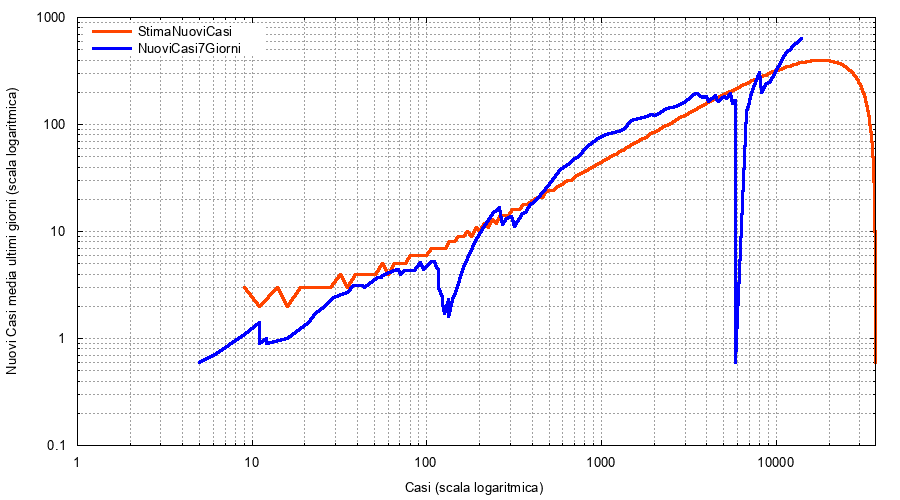 1000
StimaNuoviCasi
NuoviCasi7Giorni
100
10
1
0.1
Nuovi Casi media ultimi giorni (scala logaritmica)
1 10 100 1000 10000
Casi (scala logaritmica)